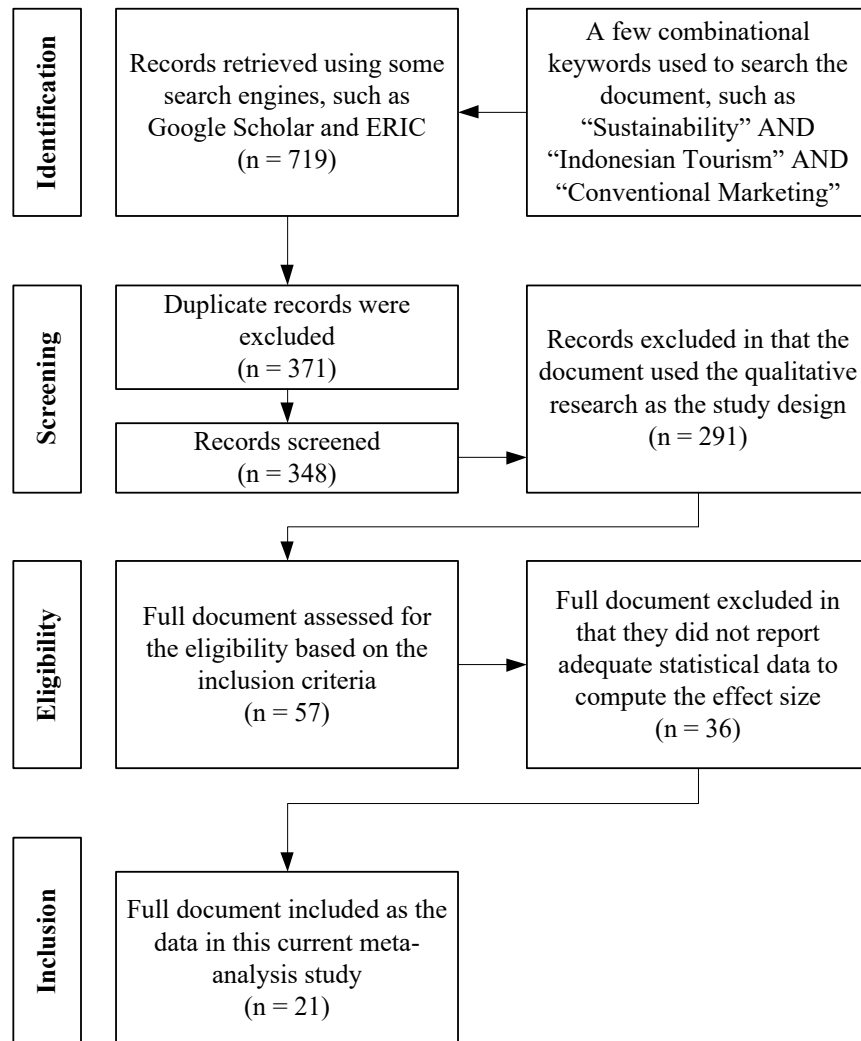 Identification
Records retrieved using some
search engines, such as
Google Scholar and ERIC
(n = 719)
A few combinational
keywords used to search the
document, such as
“Sustainability” AND
“Indonesian Tourism” AND
“Conventional Marketing”
Screening
Duplicate records were
excluded
(n = 371)
Records screened
(n = 348)
Records excluded in that the
document used the qualitative
research as the study design
(n = 291)
Eligibility
Full document assessed for
the eligibility based on the
inclusion criteria
(n = 57)
Full document excluded in
that they did not report
adequate statistical data to
compute the effect size
(n = 36)
Inclusion
Full document included as the
data in this current meta-
analysis study
(n = 21)